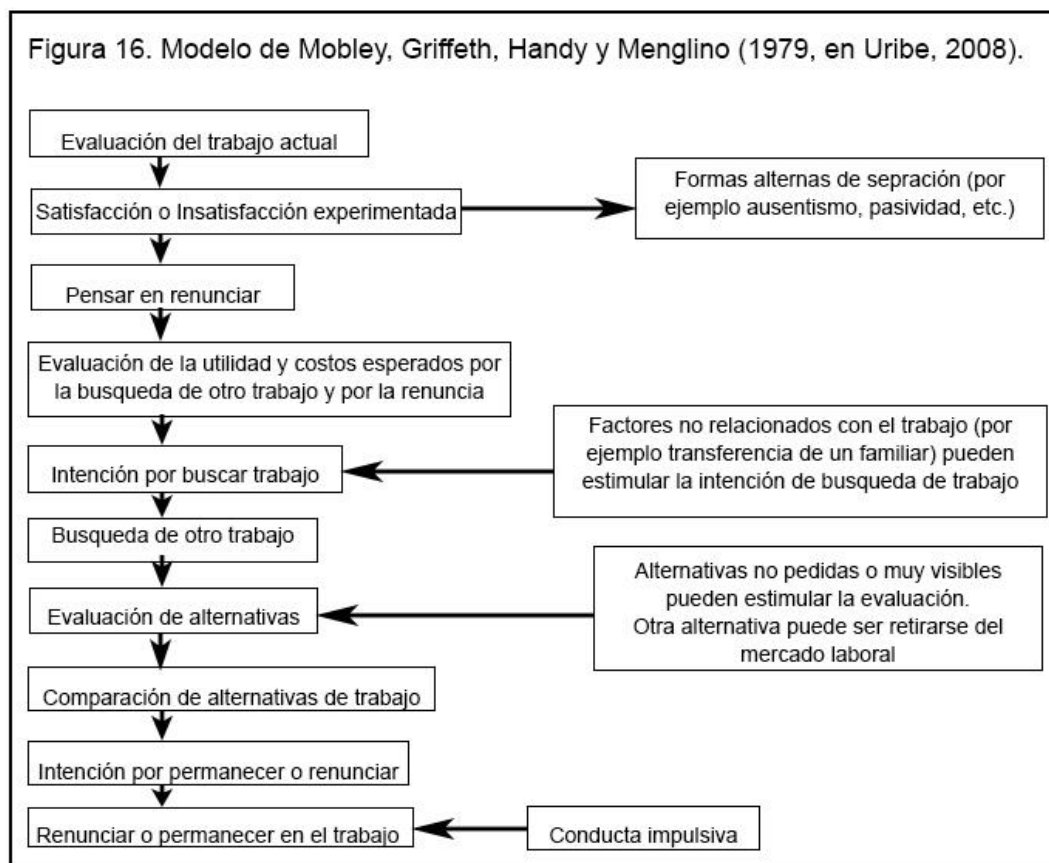 Figura 16. Modelo de Mobley, Griffeth, Handy y Menglino (1979, en Uribe, 2008).
Evaluación del trabajo actual
Satisfacción o Insatisfacción experimentada
Formas alternas de sepración (por
ejemplo ausentismo, pasividad, etc.)
Pensar en renunciar
Evaluación de la utilidad y costos esperados por
la busqueda de otro trabajo y por la renuncia
Intención por buscar trabajo
Factores no relacionados con el trabajo (por
ejemplo transferencia de un familiar) pueden
estimular la intención de busqueda de trabajo
Busqueda de otro trabajo
Evaluación de alternativas
Alternativas no pedidas o muy visibles
pueden estimular la evaluación.
Otra alternativa puede ser retirarse del
mercado laboral
Comparación de alternativas de trabajo
Intención por permanecer o renunciar
Renunciar o permanecer en el trabajo
Conducta impulsiva